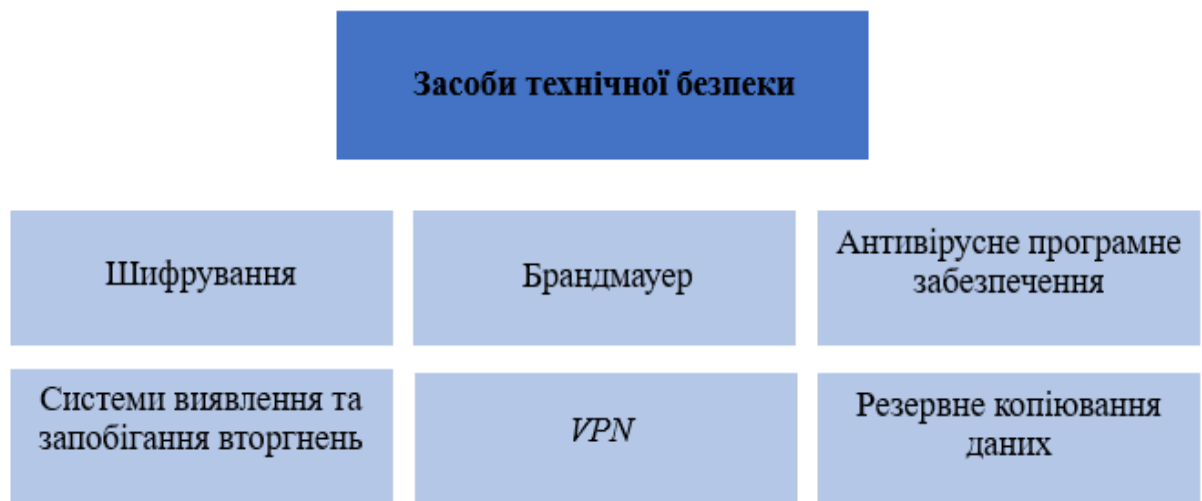 Засоби технічної безпеки
Шифрування
Брандмауер
Антивірусне програмне
забезпечення
Системи виявлення та
запобігання вторгнень
VPN
Резервне копіювання
даних